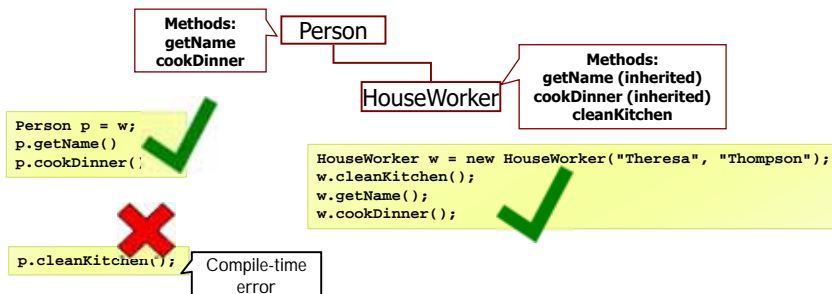 Methods:
getName
cookDinner
Person
Methods:
getName (inherited)
cookDinner (inherited)
cleanKitchen
HouseWorker
Person p = w;
p.getName()
p.cookDinner()
HouseWorker w = new HouseWorker("Theresa", "Thompson");
w.cleanKitchen();
w.getName();
w.cookDinner();
p.cleanKitchen();
Compile-time
error